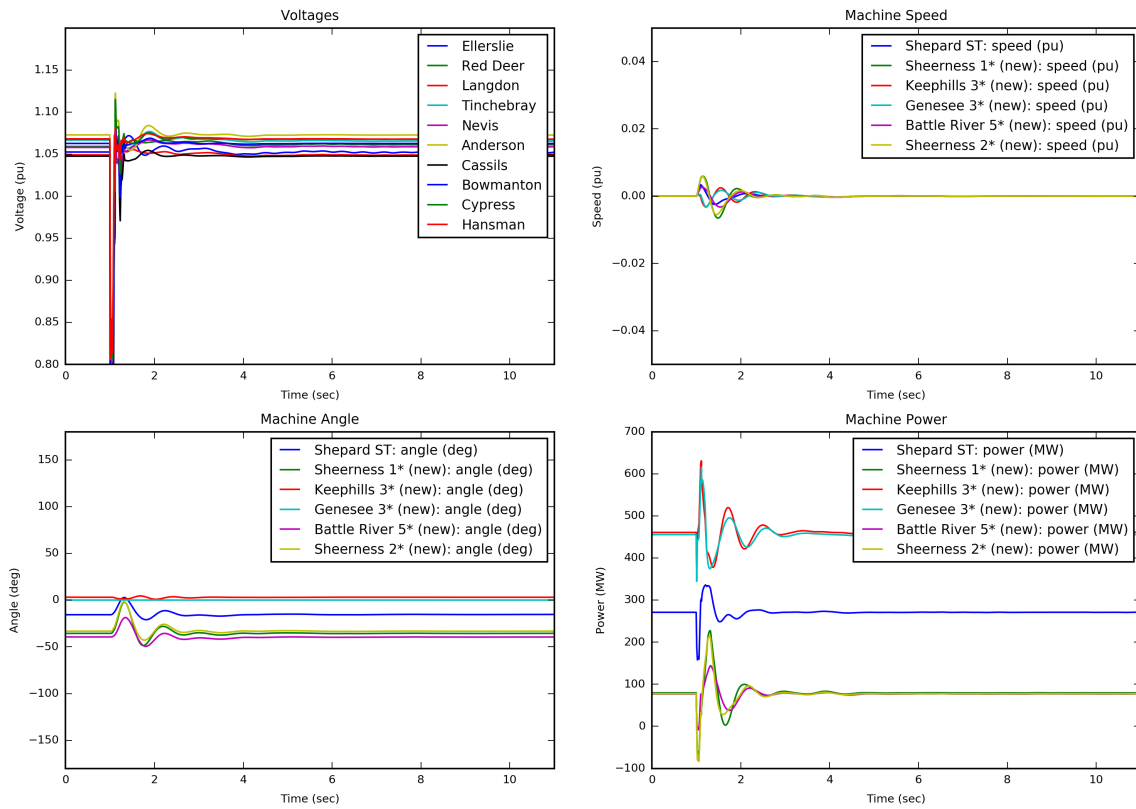 Voltages
Voltage (pu)
1.15
1.10
1.05
1.00
0.95
0.90
0.85
0.80
0
2
4
6
8
10
Time (sec)
Ellerslie
Red Deer
Langdon
Tinchebray
Nevis
Anderson
Cassils
Bowmanton
Cypress
Hansman
Machine Speed
Speed (pu)
0.04
0.02
0.00
−0.02
−0.04
0
2
4
6
8
10
Time (sec)
Shepard ST: speed (pu)
Sheerness 1* (new): speed (pu)
Keephills 3* (new): speed (pu)
Genesee 3* (new): speed (pu)
Battle River 5* (new): speed (pu)
Sheerness 2* (new): speed (pu)
Machine Angle
Angle (deg)
150
100
50
0
−50
−100
−150
0
2
4
6
8
10
Time (sec)
Shepard ST: angle (deg)
Sheerness 1* (new): angle (deg)
Keephills 3* (new): angle (deg)
Genesee 3* (new): angle (deg)
Battle River 5* (new): angle (deg)
Sheerness 2* (new): angle (deg)
Machine Power
Power (MW)
700
600
500
400
300
200
100
0
−100
0
2
4
6
8
10
Time (sec)
Shepard ST: power (MW)
Sheerness 1* (new): power (MW)
Keephills 3* (new): power (MW)
Genesee 3* (new): power (MW)
Battle River 5* (new): power (MW)
Sheerness 2* (new): power (MW)